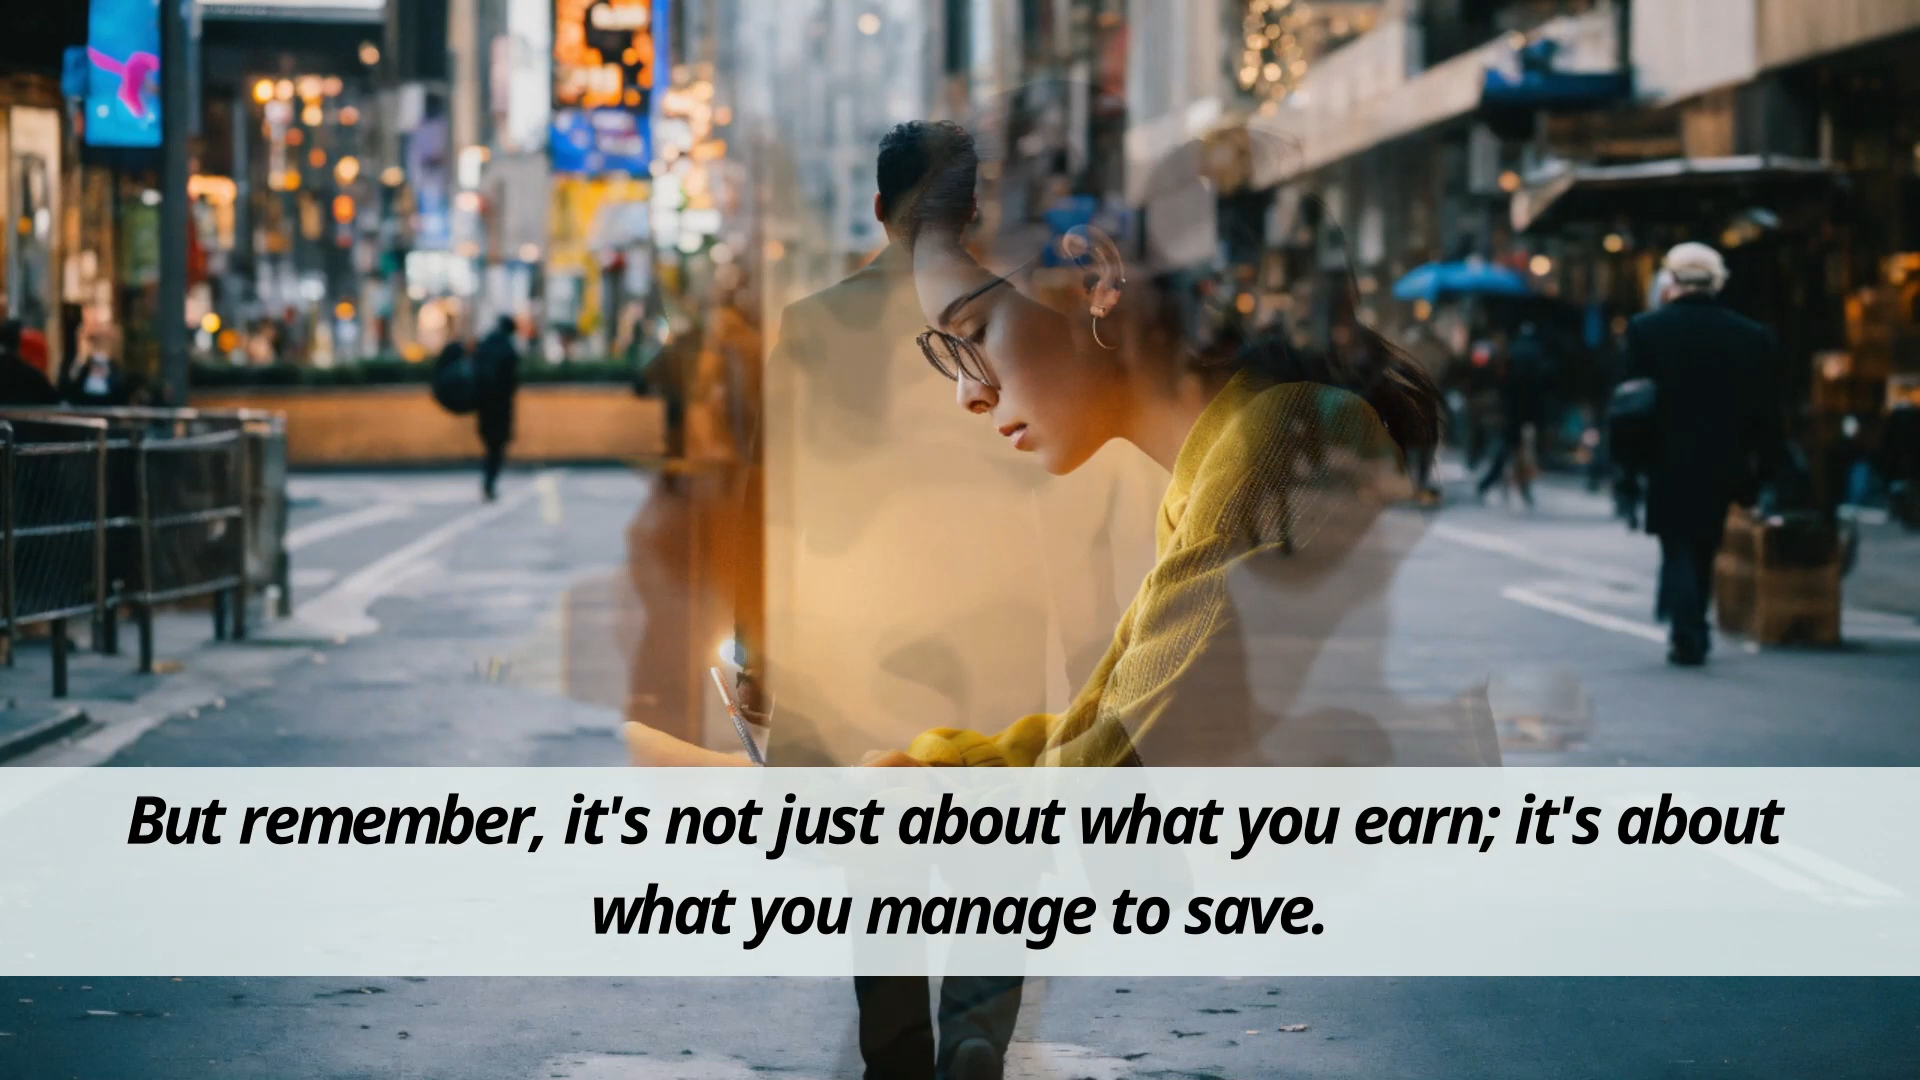 But remember, it's not just about what you earn; it's about
what you manage to save.